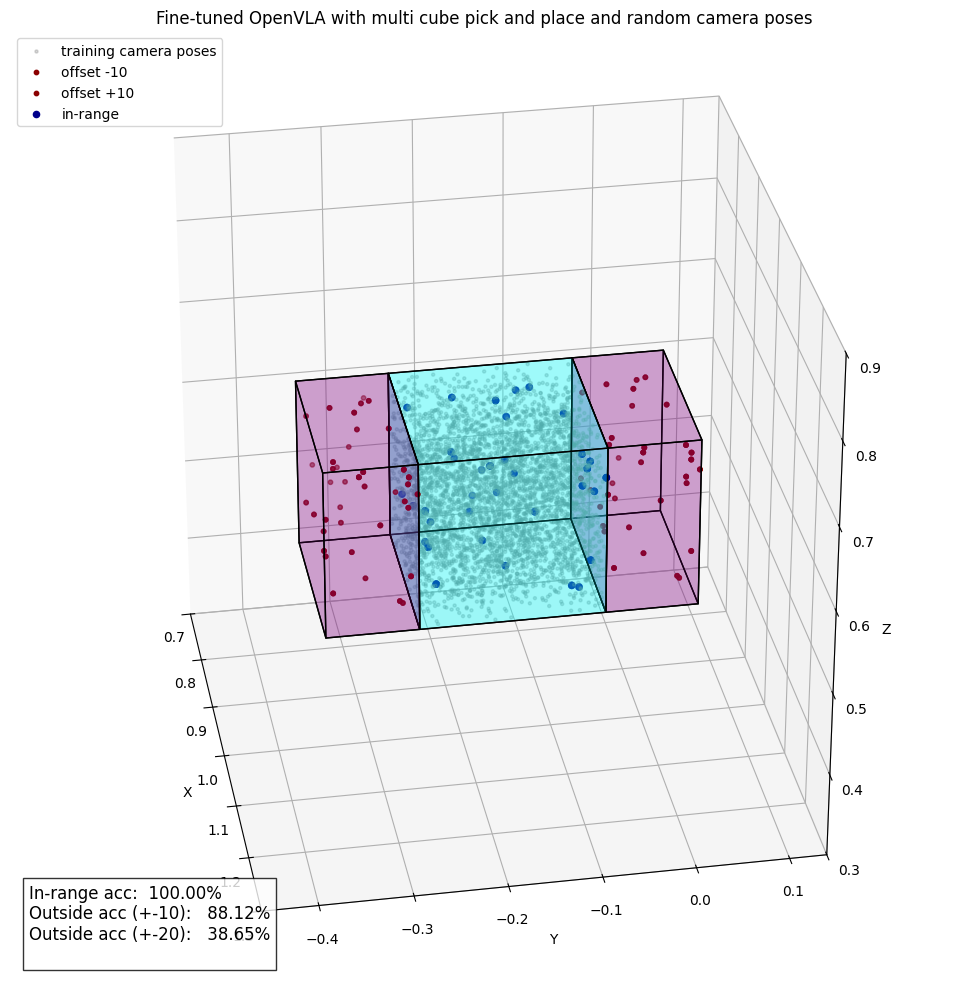 Fine-tuned OpenVLA with multi cube pick and place and random camera poses
training camera poses
offset -10
offset +10
in-range
0.9
0.8
0.7
0.6
Z
0.5
0.4
0.3
0.7
0.8
0.9
X
1.0
1.1
1.2
−0.4
−0.3
−0.2
−0.1
0.0
0.1
Y
In-range acc: 100.00%
Outside acc (+-10): 88.12%
Outside acc (+-20): 38.65%